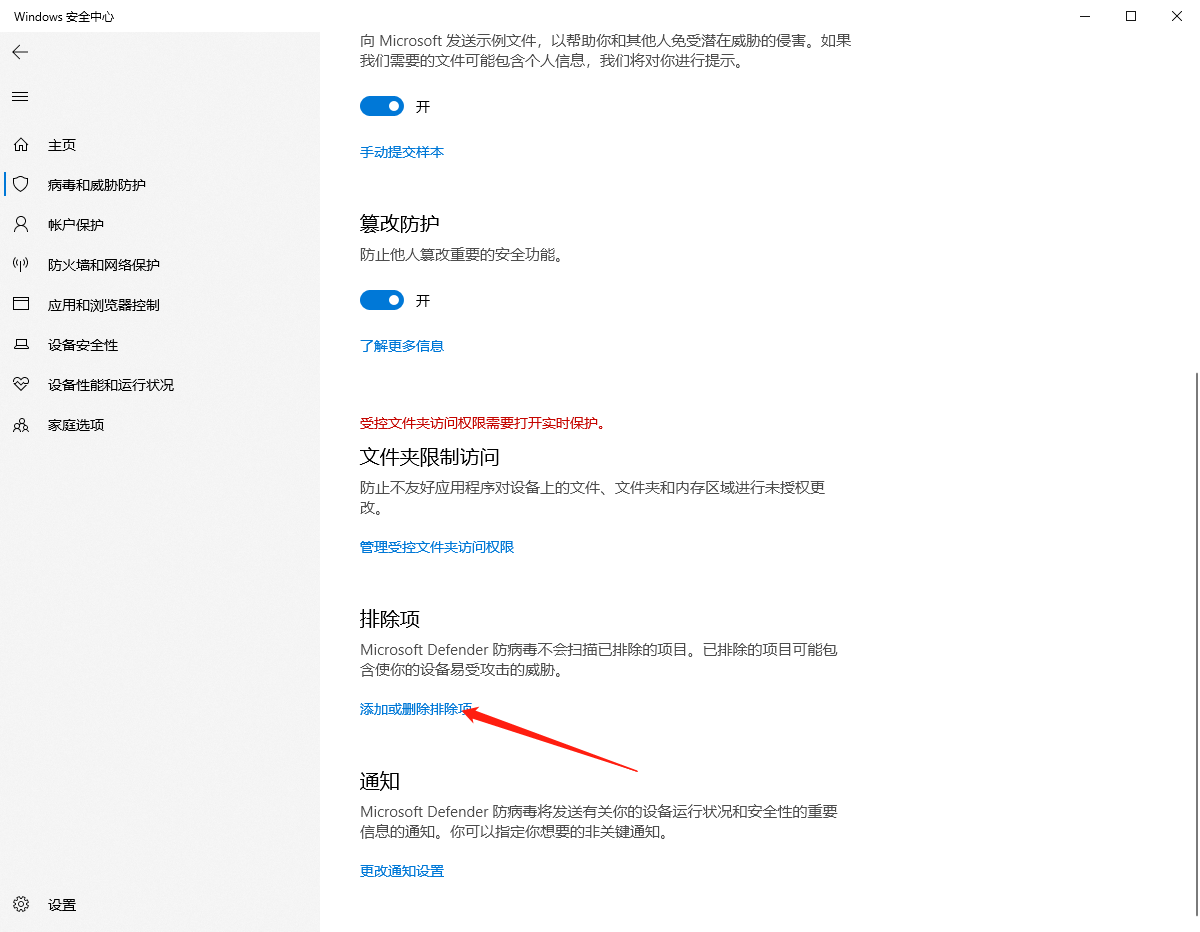 Windows 安全中心
主页
病毒和威胁防护
帐户保护
防火墙和网络保护
应用和浏览器控制
设备安全性
设备性能和运行状况
家庭选项
设置
向 Microsoft 发送示例文件，以帮助你和其他人免受潜在威胁的侵害。如果
我们需要的文件可能包含个人信息，我们将对你进行提示。
开
手动提交样本
篡改防护
防止他人篡改重要的安全功能。
开
了解更多信息
受控文件夹访问权限需要打开实时保护。
文件夹限制访问
防止不友好应用程序对设备上的文件、文件夹和内存区域进行未授权更
改。
管理受控文件夹访问权限
排除项
Microsoft Defender 防病毒不会扫描已排除的项目。已排除的项目可能包
含使你的设备易受攻击的威胁。
添加或删除排除项
通知
Microsoft Defender 防病毒将发送有关你的设备运行状况和安全性的重要
信息的通知。你可以指定你想要的非关键通知。
更改通知设置